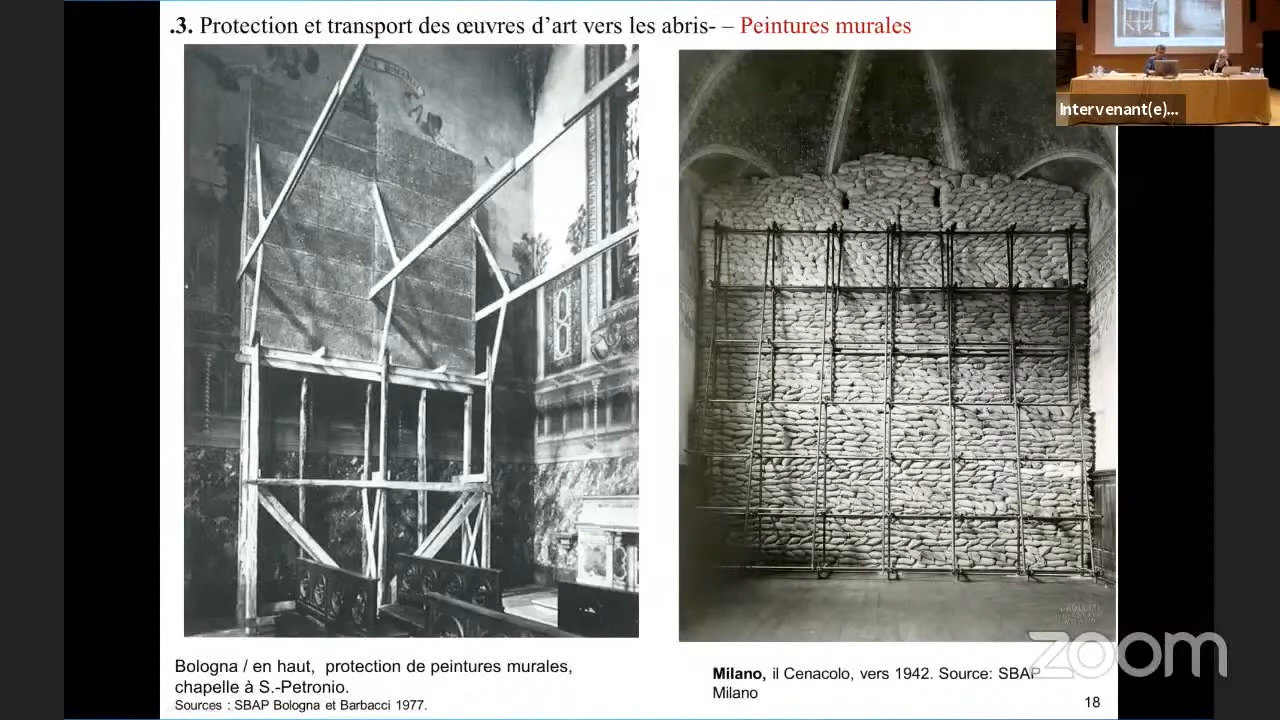 .3. Protection et transport des œuvres d'art vers les abris- – Peintures murales
Intervenant(e)...
Bologna / en haut, protection de peintures murales,
chapelle à S.-Petronio.
Sources : SBAP Bologna et Barbacci 1977.
Milano, il Cenacolo, vers 1942. Source: SBAP
Milano
18
zoom